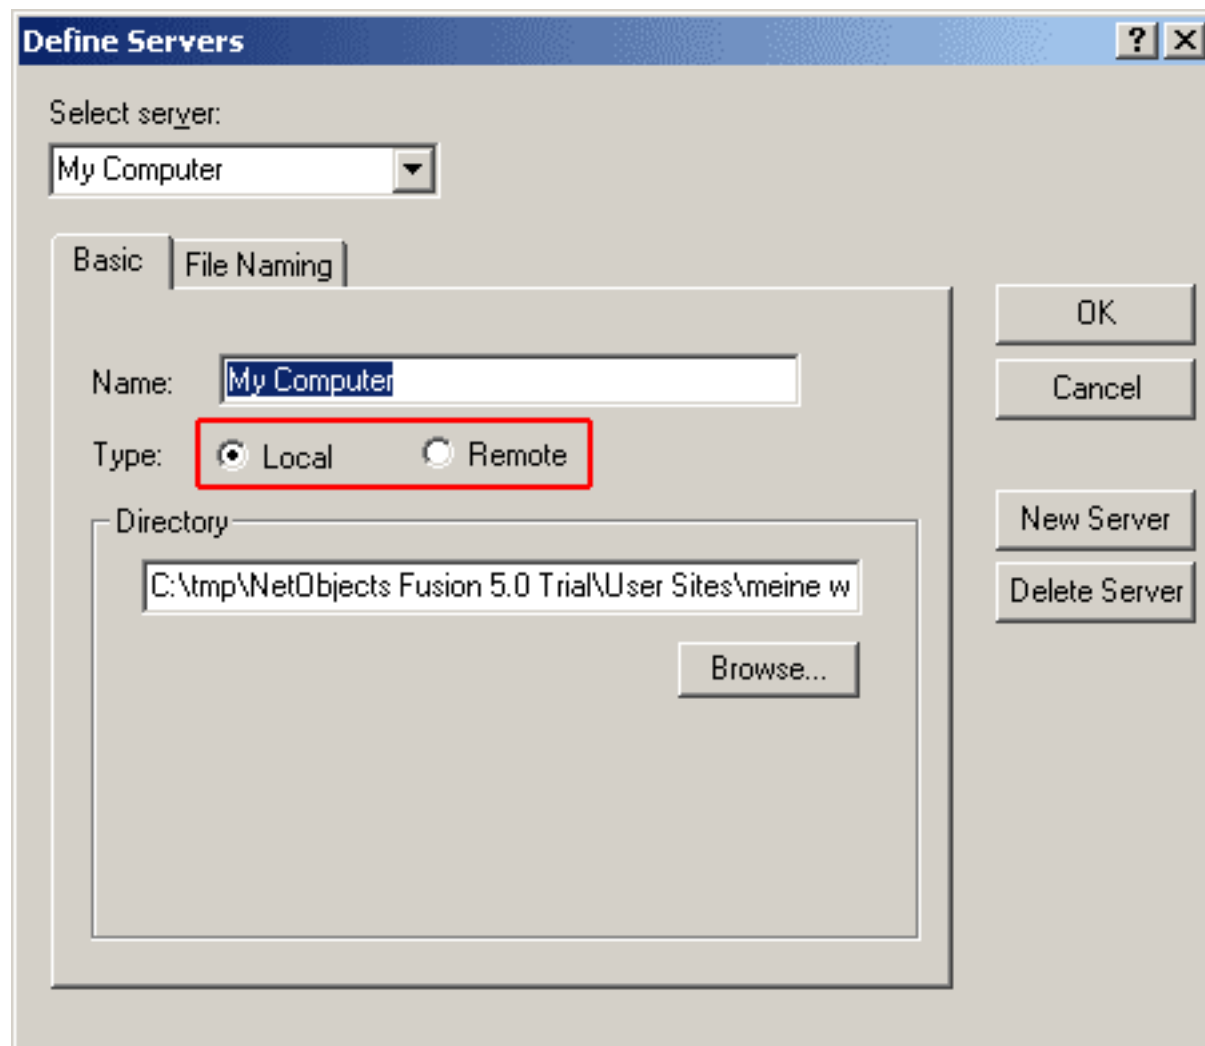 Define Servers
Select server:
My Computer
Basic
File Naming
OK
Name: My Computer
Cancel
Type: Local Remote
Directory
New Server
C:\tmp\NetObjects Fusion 5.0 Trial\User Sites\meine w
Delete Server
Browse...